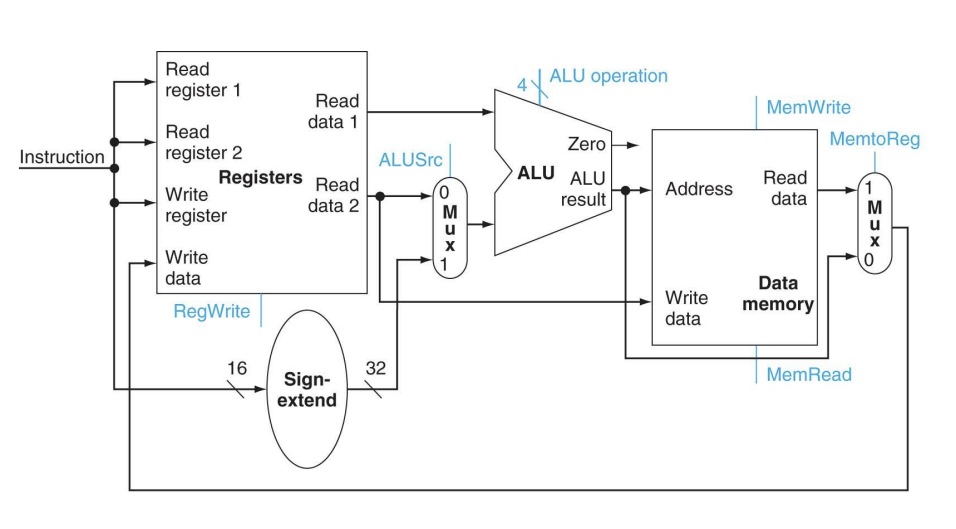 Instruction
Read
register 1
Read
register 2
Registers
Write
register
Write
data
Read
data 1
Read
data 2
RegWrite
16
Sign-
extend
32
ALUSrc
0
M
u
x
1
4
ALU operation
Zero
ALU
ALU
result
MemWrite
Address
Read
data
Write
data
Data
memory
MemRead
MemtoReg
1
M
u
x
0